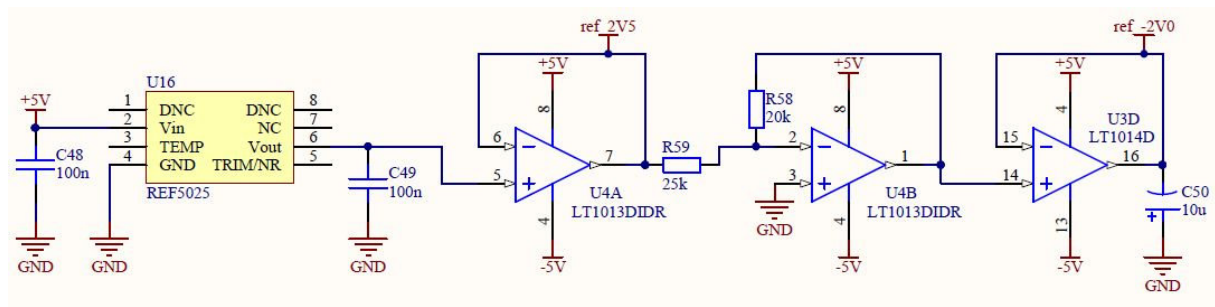 ref_2V5
ref_-2V0
U16
+5V
1 DNC DNC 8
2 Vin NC 7
3 TEMP Vout 6
4 GND TRIM/NR 5
REF5025
C48
100n
GND
GND
C49
100n
GND
+5V
8
6
5
7
4
-5V
U4A
LT1013DIDR
R59
25k
R58
20k
+5V
8
2
3
GND
1
4
-5V
U4B
LT1013DIDR
+5V
4
15
14
16
13
-5V
U3D
LT1014D
C50
10u
GND